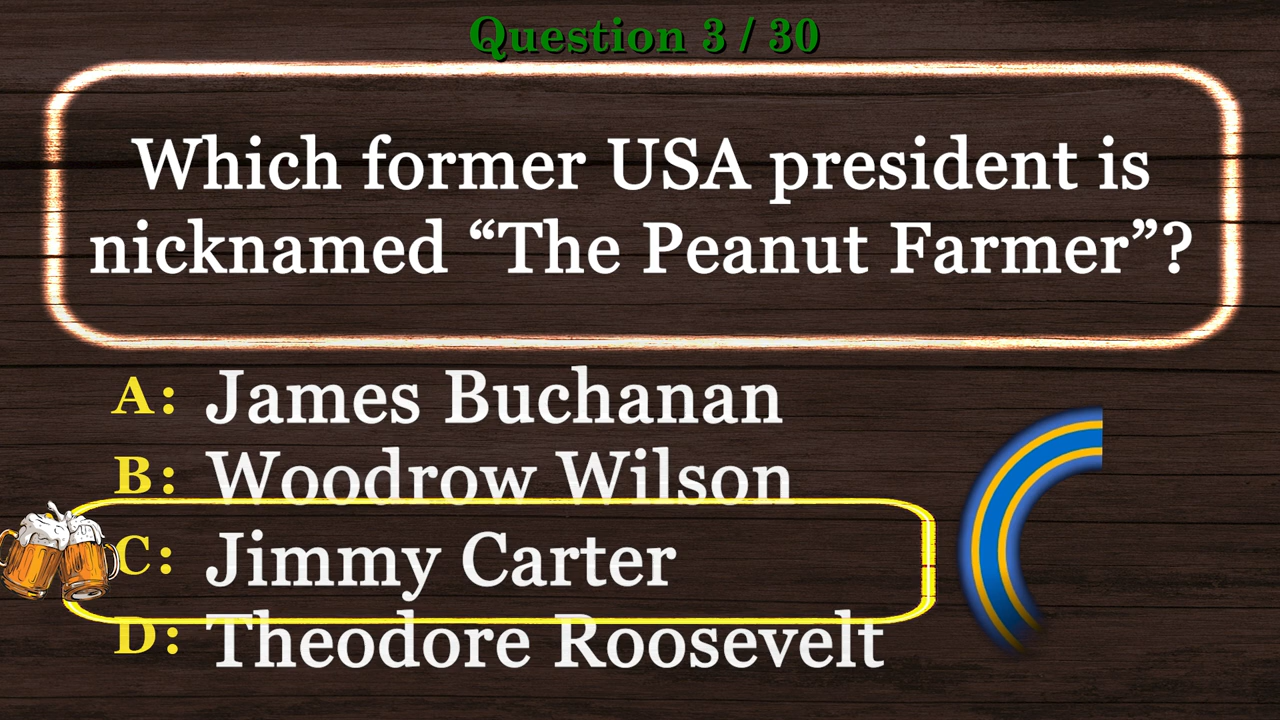 Question 3 / 30
Which former USA president is
nicknamed “The Peanut Farmer”?
A: James Buchanan
B: Woodrow Wilson
C: Jimmy Carter
D: Theodore Roosevelt